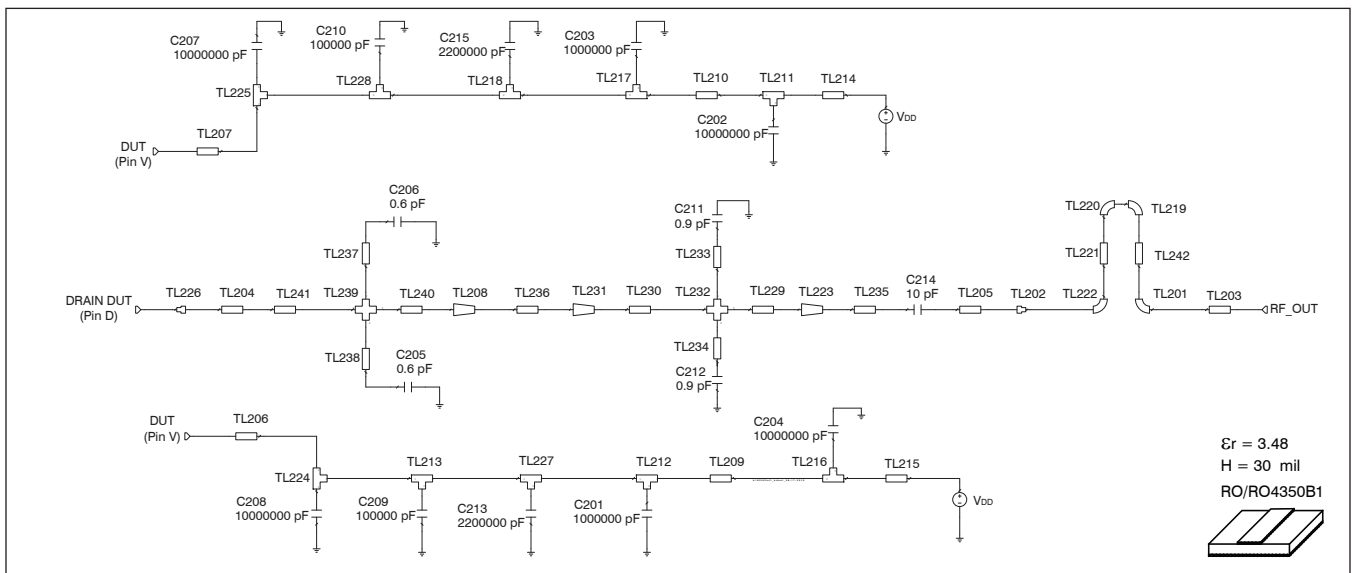 C207
10000000 pF
C210
100000 pF
C215
2200000 pF
C203
1000000 pF
TL225
TL228
TL218
TL217
TL210
TL211
TL214
C202
10000000 pF
VDD
TL207
DUT
(Pin V)
C206
0.6 pF
C211
0.9 pF
TL220
TL219
TL237
TL233
TL221
TL242
DRAIN DUT
(Pin D)
TL226
TL204
TL241
TL239
TL240
TL208
TL236
TL231
TL230
TL232
TL229
TL223
TL235
C214
10 pF
TL205
TL202
TL222
TL201
TL203
RF_OUT
TL238
C205
0.6 pF
TL234
C212
0.9 pF
DUT
(Pin V)
TL206
C204
10000000 pF
TL224
TL213
TL227
TL212
TL209
TL216
TL215
C208
10000000 pF
C209
100000 pF
C213
2200000 pF
C201
1000000 pF
VDD
Ɛr = 3.48
H = 30 mil
RO/RO4350B1